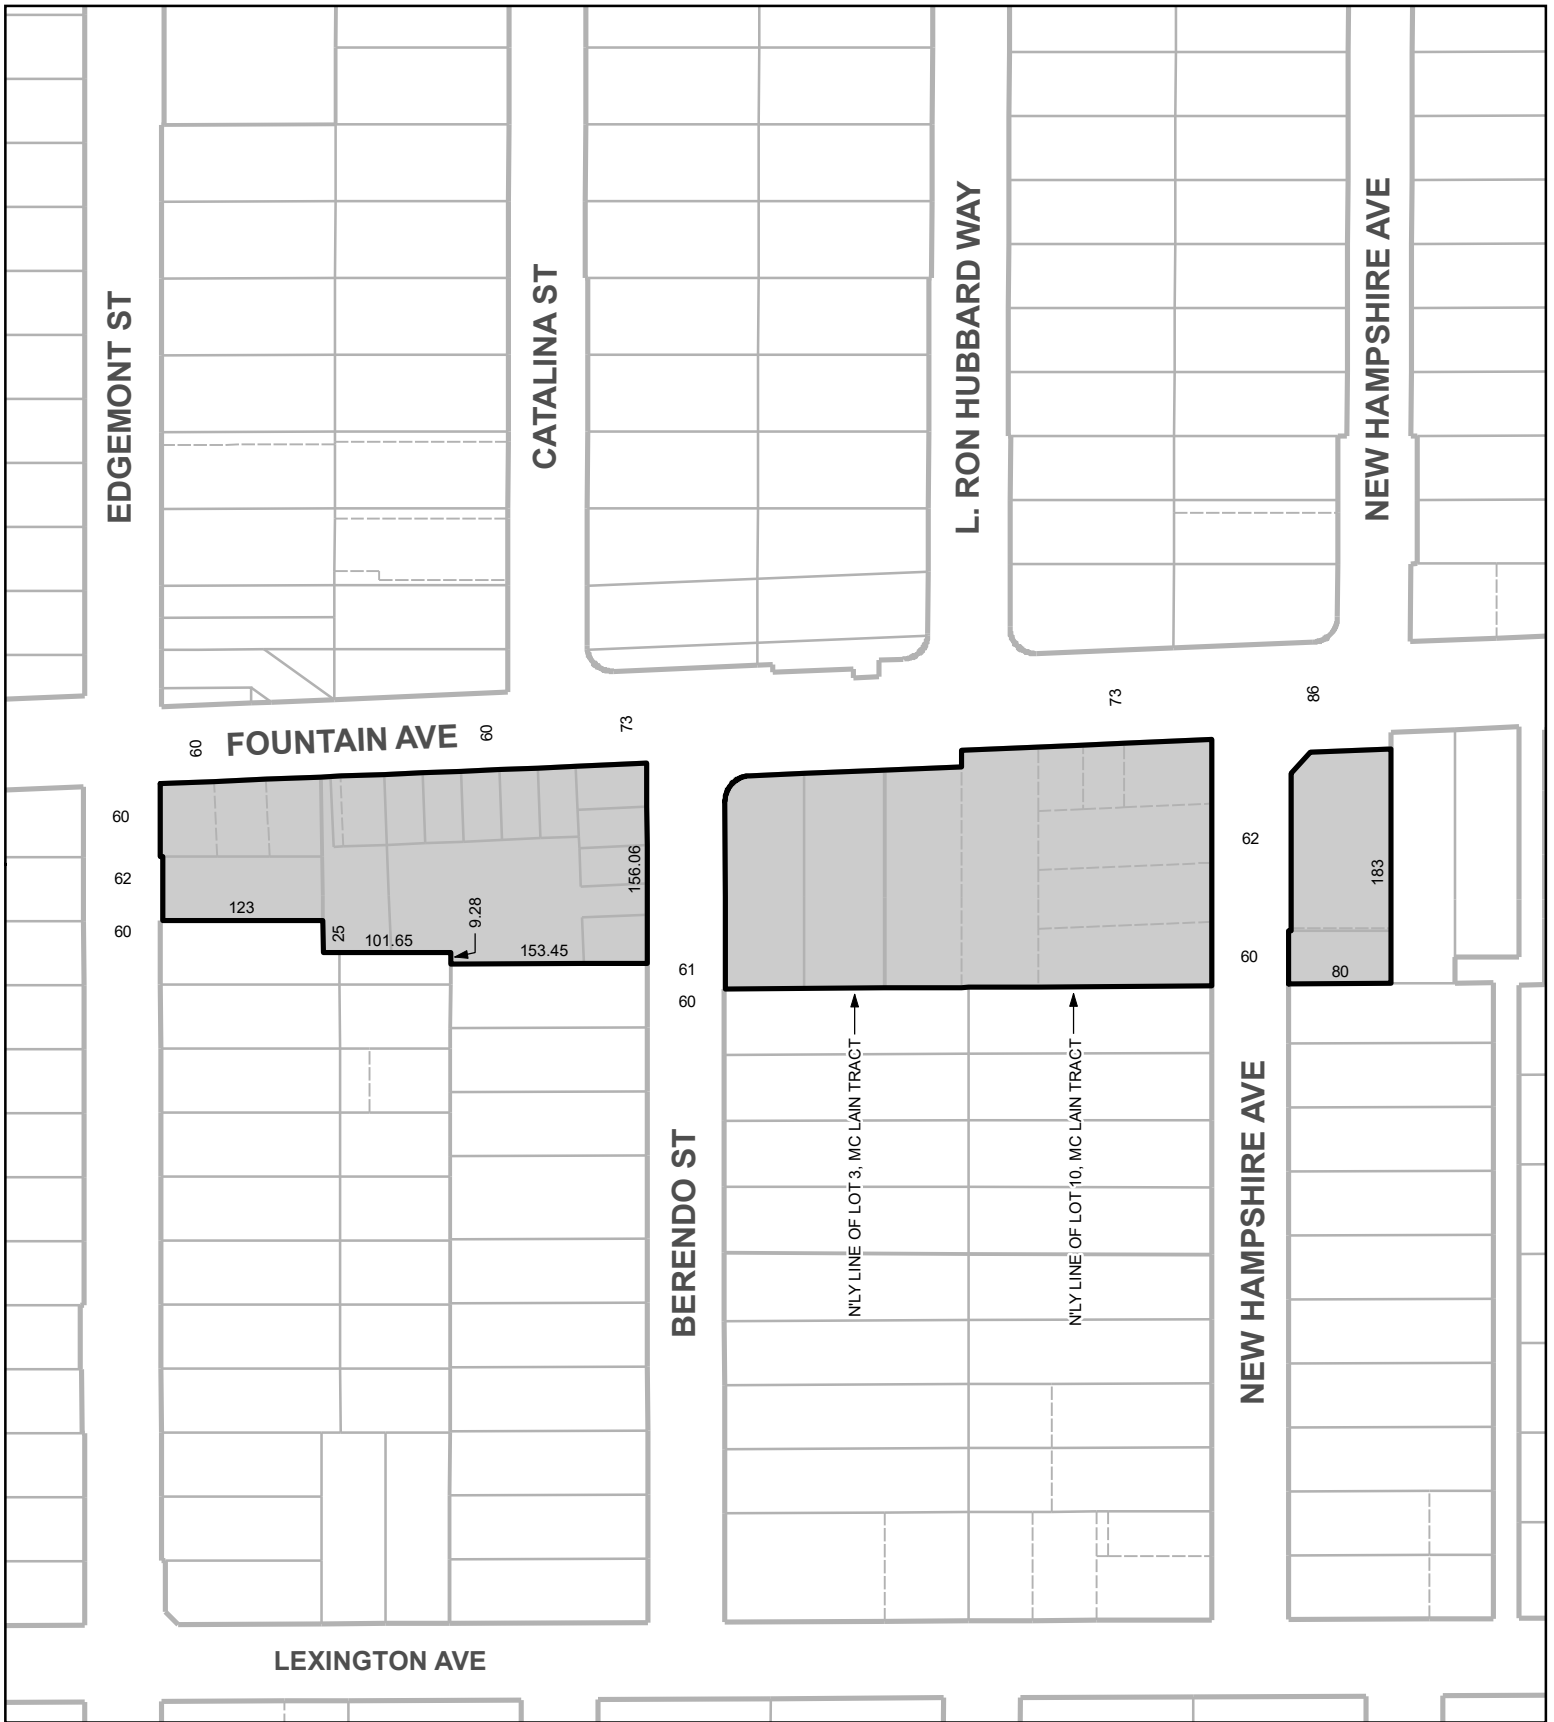 EDGEMONT ST
CATALINA ST
L. RON HUBBARD WAY
NEW HAMPSHIRE AVE
60
FOUNTAIN AVE
60
73
73
86
60
62
60
123
25
101.65
9.28
153.45
156.06
61
60
62
60
183
80
N'LY LINE OF LOT 3, MC LAIN TRACT
N'LY LINE OF LOT 10, MC LAIN TRACT
BERENDO ST
NEW HAMPSHIRE AVE
LEXINGTON AVE